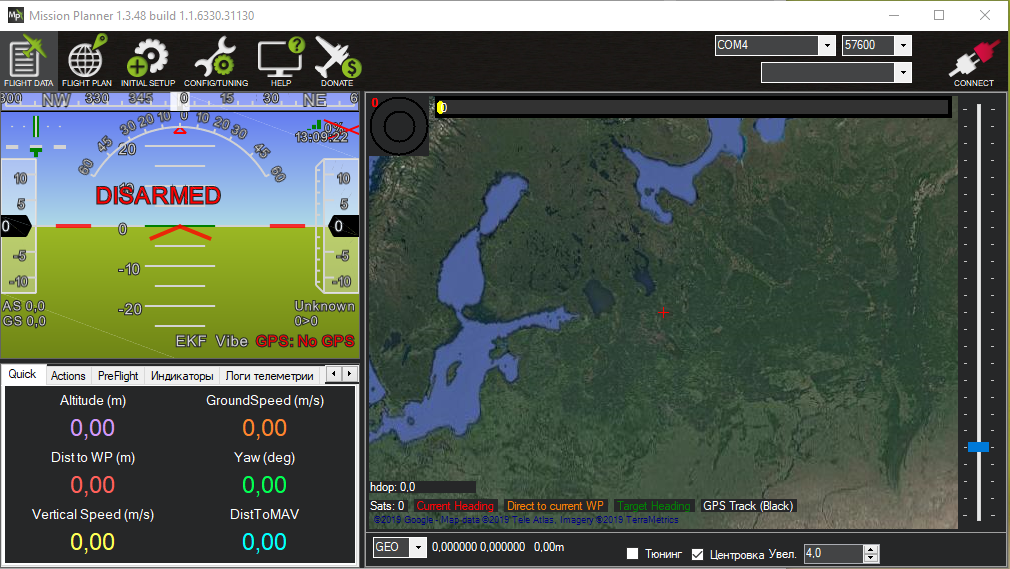 Mission Planner 1.3.48 build 1.1.6330.31130
FLIGHT DATA FLIGHT PLAN INITIAL SETUP CONFIG/TUNING HELP DONATE
COM4 57600
CONNECT
300 NW 330 345 0 15 30 NE 6
0
60 45 30 20 10 0 10 20 30 45 60
0%
13:09:22
20
10 10 10
DISARMED
5 5
0 0 0
-5 -5
-10 -10 -10
AS 0,0 -20 Unknown
GS 0,0 0>0
EKF Vibe GPS: No GPS
Quick Actions PreFlight Индикаторы Логи телеметрии
Altitude (m) GroundSpeed (m/s)
0,00 0,00
Dist to WP (m) Yaw (deg)
0,00 0,00
Vertical Speed (m/s) DistToMAV
0,00 0,00
0
hdop: 0,0
Sats: 0 Current Heading Direct to current WP Target Heading GPS Track (Black)
©2019 Google - Map data ©2019 Tele Atlas, Imagery ©2019 TerraMetrics
GEO 0,000000 0,000000 0,00m Тюнинг Центровка Увел. 4,0